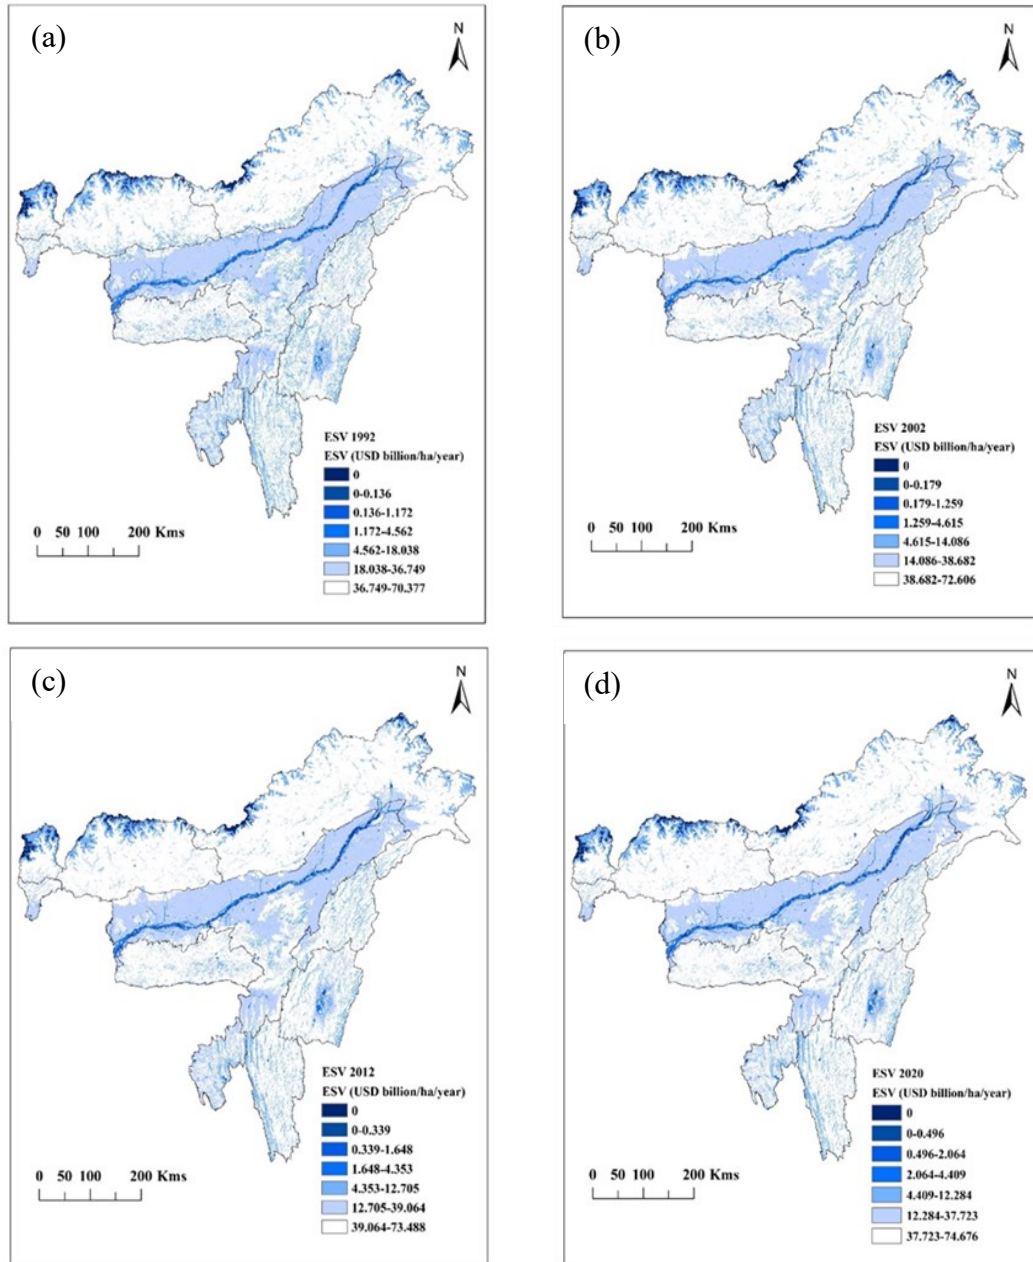 (a)
N
ESV 1992
ESV (USD billion/ha/year)
0
0-0.136
0.136-1.172
1.172-4.562
4.562-18.038
18.038-36.749
36.749-70.377
0 50 100 200 Kms
(b)
N
ESV 2002
ESV (USD billion/ha/year)
0
0-0.179
0.179-1.259
1.259-4.615
4.615-14.086
14.086-38.682
38.682-72.606
0 50 100 200 Kms
(c)
N
ESV 2012
ESV (USD billion/ha/year)
0
0-0.339
0.339-1.648
1.648-4.353
4.353-12.705
12.705-39.064
39.064-73.488
0 50 100 200 Kms
(d)
N
ESV 2020
ESV (USD billion/ha/year)
0
0-0.496
0.496-2.064
2.064-4.409
4.409-12.284
12.284-37.723
37.723-74.676
0 50 100 200 Kms